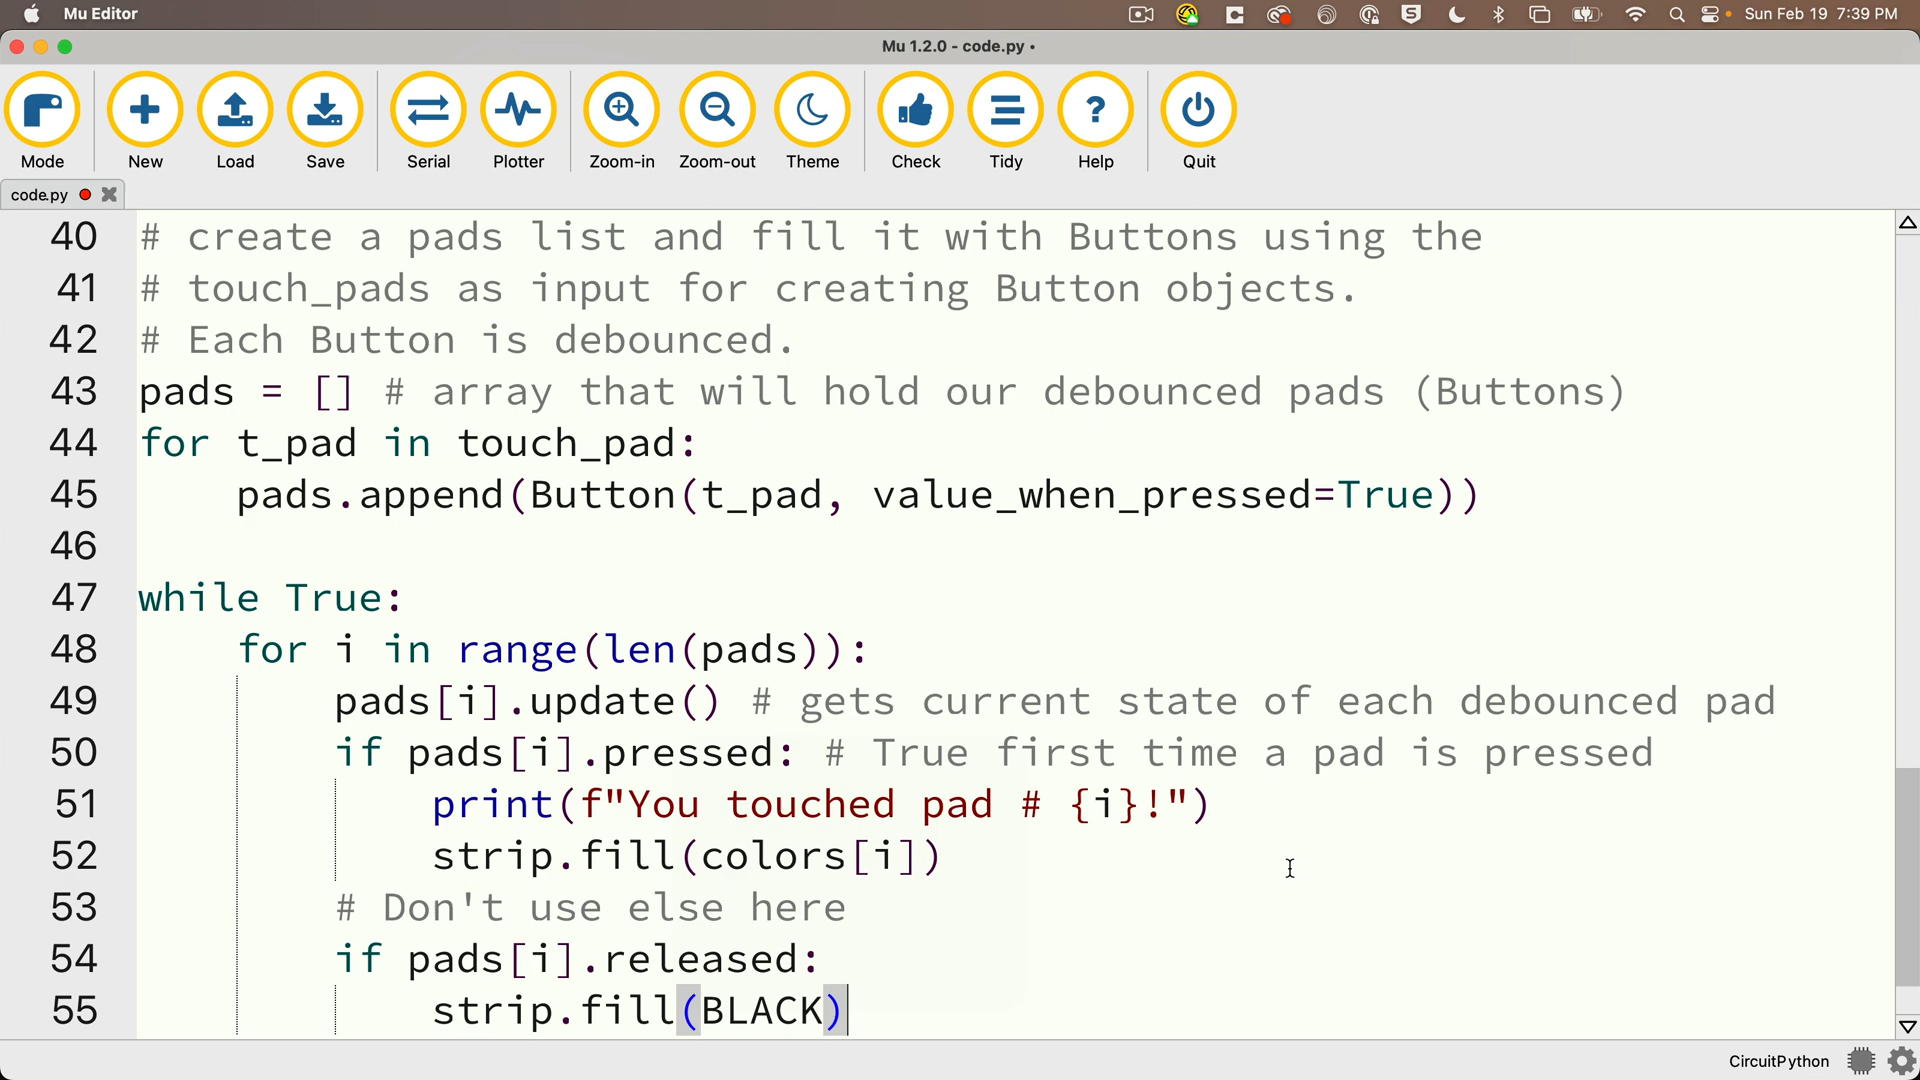 Mu Editor
Sun Feb 19 7:39 PM
Mu 1.2.0 - code.py •
Mode New Load Save Serial Plotter Zoom-in Zoom-out Theme Check Tidy Help Quit
code.py
40 # create a pads list and fill it with Buttons using the
41 # touch_pads as input for creating Button objects.
42 # Each Button is debounced.
43 pads = [] # array that will hold our debounced pads (Buttons)
44 for t_pad in touch_pad:
45     pads.append(Button(t_pad, value_when_pressed=True))
46
47 while True:
48     for i in range(len(pads)):
49         pads[i].update() # gets current state of each debounced pad
50         if pads[i].pressed: # True first time a pad is pressed
51             print(f"You touched pad # {i}!")
52             strip.fill(colors[i])
53         # Don't use else here
54         if pads[i].released:
55             strip.fill(BLACK)
CircuitPython